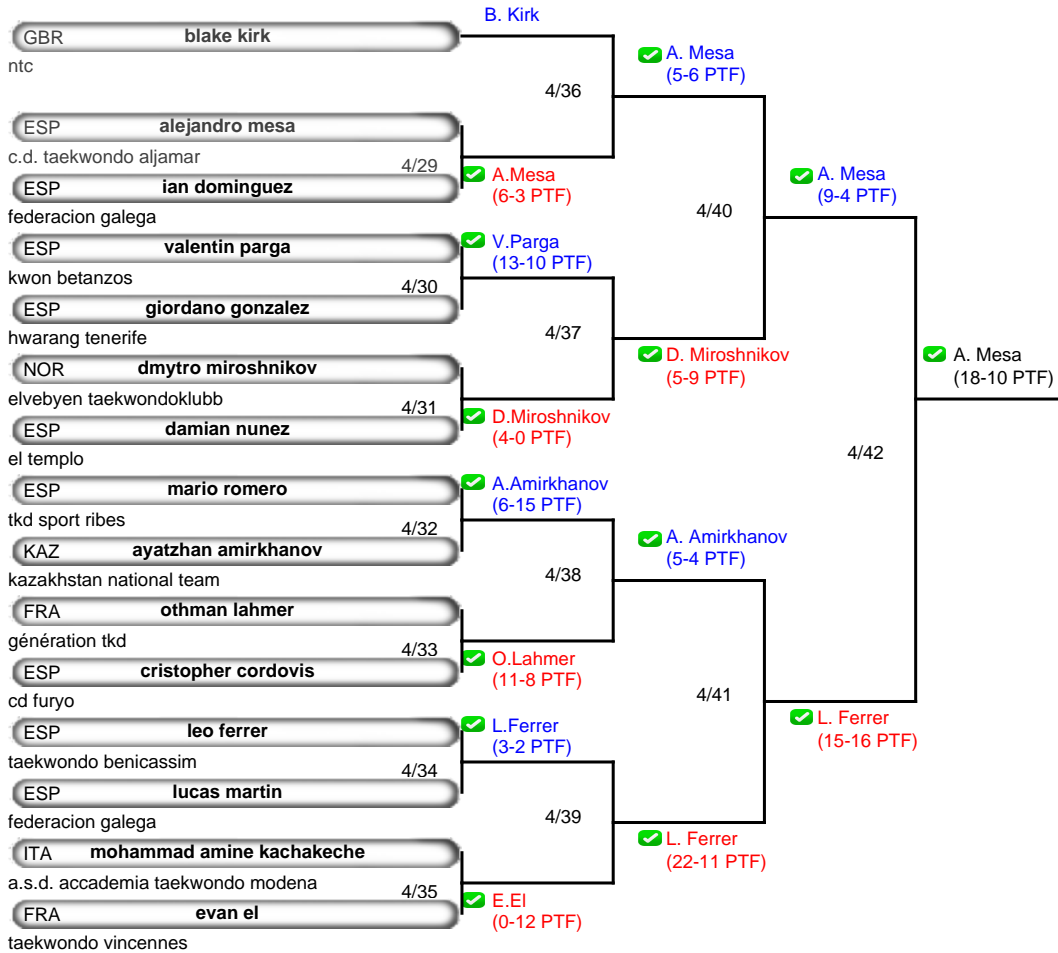 B. Kirk
GBR blake kirk
ntc
A. Mesa
(5-6 PTF)
4/36
ESP alejandro mesa
c.d. taekwondo aljamar
4/29
A.Mesa
(6-3 PTF)
ESP ian dominguez
federacion galega
A. Mesa
(9-4 PTF)
4/40
ESP valentin parga
kwon betanzos
V.Parga
(13-10 PTF)
4/30
ESP giordano gonzalez
hwarang tenerife
4/37
D. Miroshnikov
(5-9 PTF)
A. Mesa
(18-10 PTF)
NOR dmytro miroshnikov
elvebyen taekwondoklubb
4/31
D.Miroshnikov
(4-0 PTF)
ESP damian nunez
el templo
4/42
ESP mario romero
tkd sport ribes
A.Amirkhanov
(6-15 PTF)
4/32
KAZ ayatzhan amirkhanov
kazakhstan national team
A. Amirkhanov
(5-4 PTF)
4/38
FRA othman lahmer
génération tkd
4/33
O.Lahmer
(11-8 PTF)
ESP cristopher cordovis
cd furyo
4/41
L. Ferrer
(15-16 PTF)
ESP leo ferrer
taekwondo benicassim
L.Ferrer
(3-2 PTF)
4/34
ESP lucas martin
federacion galega
4/39
L. Ferrer
(22-11 PTF)
ITA mohammad amine kachakeche
a.s.d. accademia taekwondo modena
4/35
E.El
(0-12 PTF)
FRA evan el
taekwondo vincennes